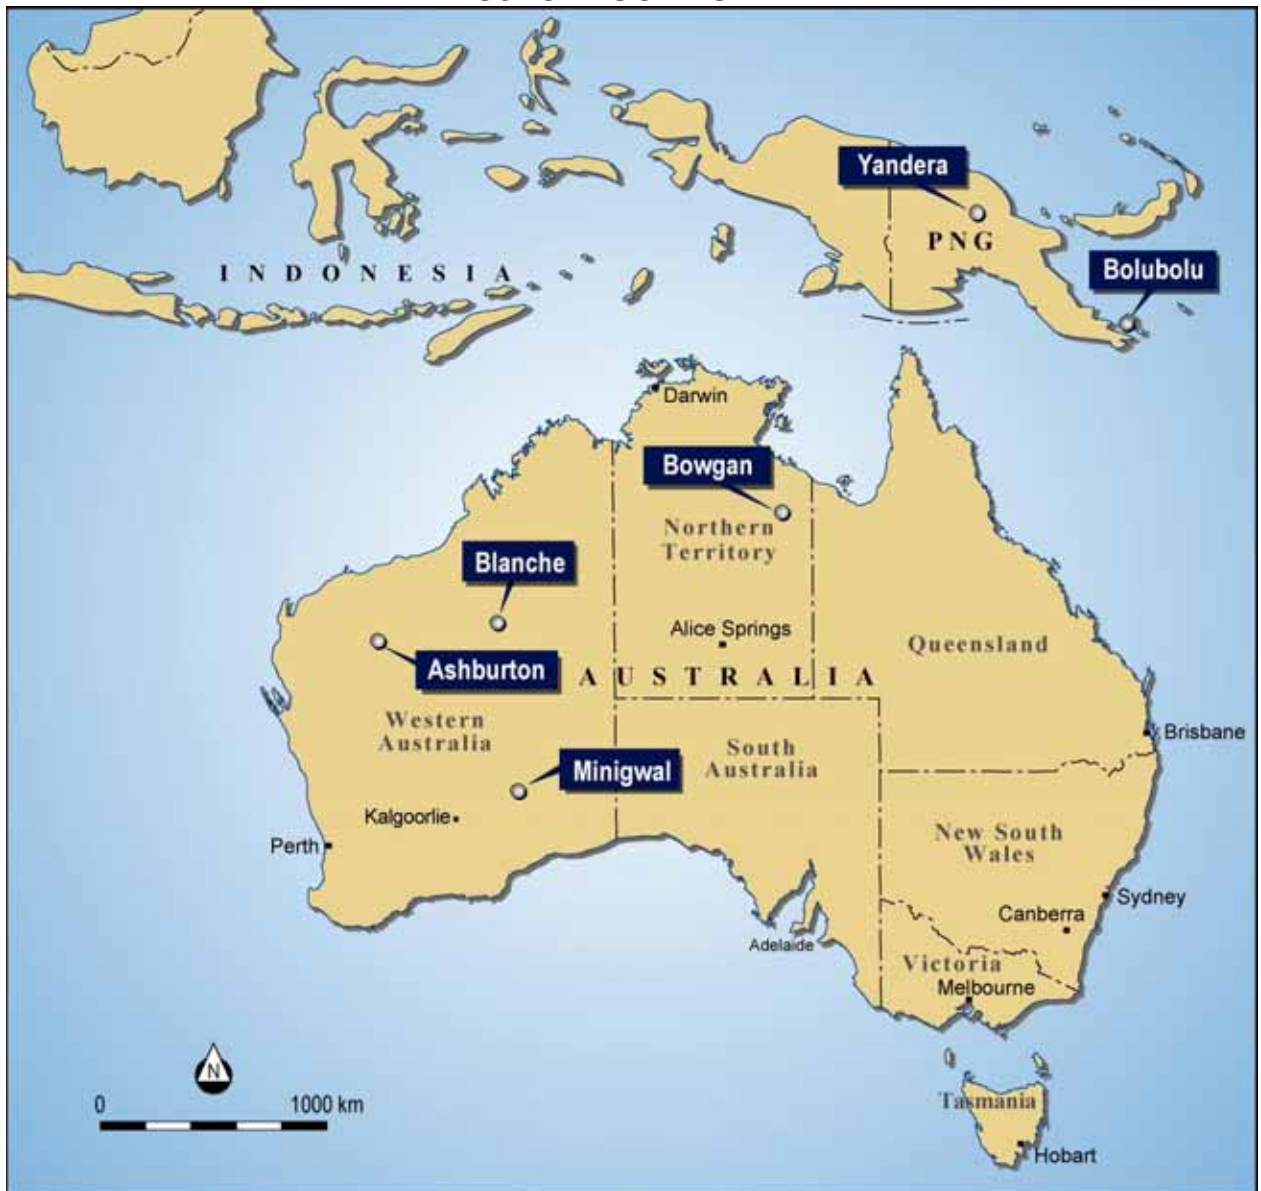 Yandera
PNG
Bolubolu
INDONESIA
Darwin
Bowgan
Northern
Territory
Blanche
Alice Springs
Queensland
Ashburton
AUSTRALIA
Western
Australia
South
Australia
Brisbane
Minigwal
Kalgoorlie
Perth
New South
Wales
Sydney
Canberra
Adelaide
Victoria
Melbourne
N
0 1000 km
Tasmania
Hobart